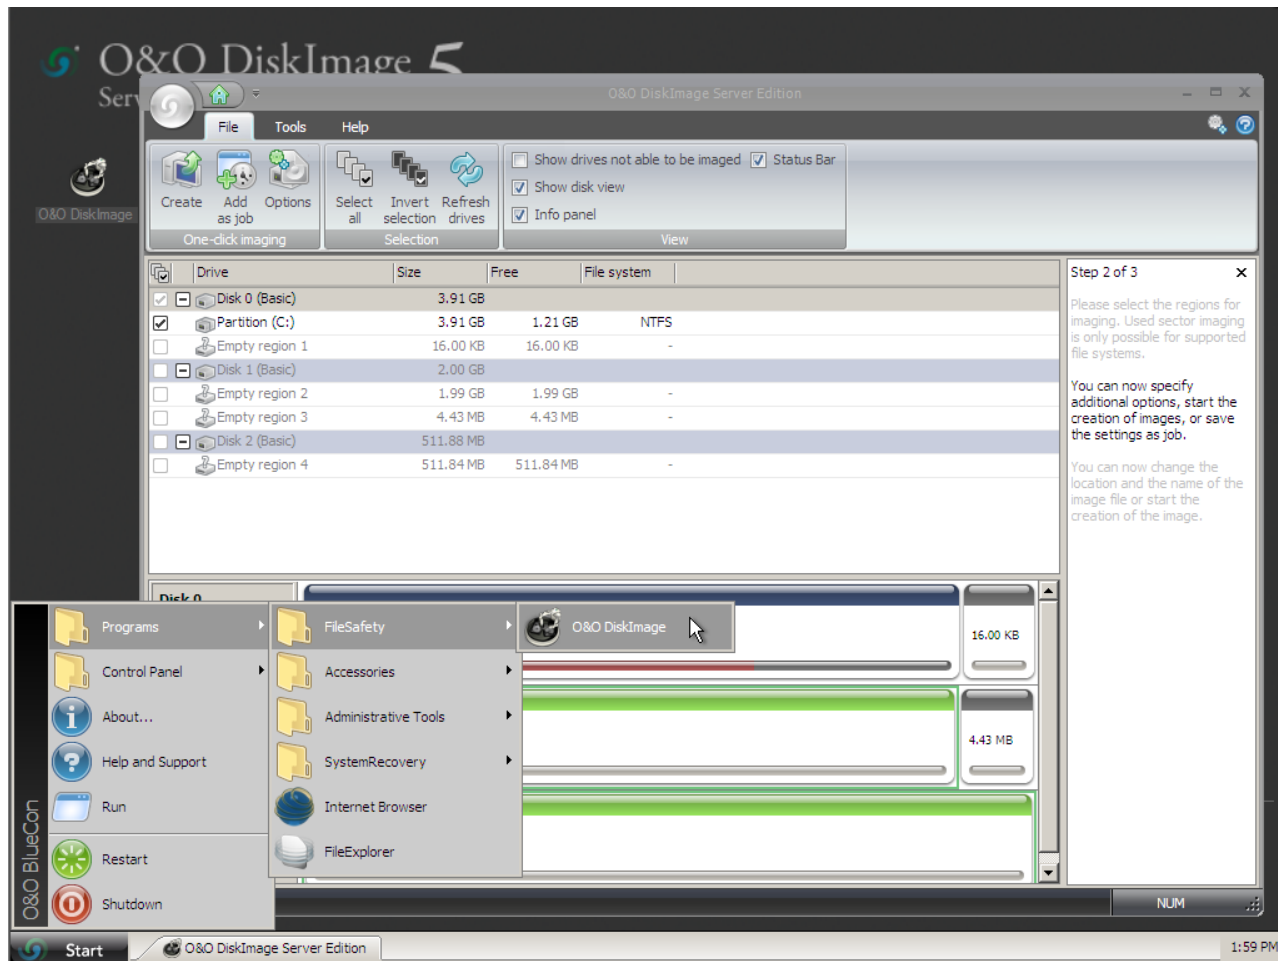 O&O DiskImage 5
O&O DiskImage Server Edition
File Tools Help
O&O DiskImage
Create
Add as job
Options
One-click imaging
Select all
Invert selection
Refresh drives
Selection
Show drives not able to be imaged
Status Bar
Show disk view
Info panel
View
Drive Size Free File system
Disk 0 (Basic) 3.91 GB
Partition (C:) 3.91 GB 1.21 GB NTFS
Empty region 1 16.00 KB 16.00 KB -
Disk 1 (Basic) 2.00 GB
Empty region 2 1.99 GB 1.99 GB -
Empty region 3 4.43 MB 4.43 MB -
Disk 2 (Basic) 511.88 MB
Empty region 4 511.84 MB 511.84 MB -
Step 2 of 3
Please select the regions for
imaging. Used sector imaging
is only possible for supported
file systems.
You can now specify
additional options, start the
creation of images, or save
the settings as job.
You can now change the
location and the name of the
image file or start the
creation of the image.
Disk 0
16.00 KB
4.43 MB
O&O BlueCon
Programs
Control Panel
About...
Help and Support
Run
Restart
Shutdown
FileSafety
Accessories
Administrative Tools
SystemRecovery
Internet Browser
FileExplorer
O&O DiskImage
NUM
Start
O&O DiskImage Server Edition
1:59 PM